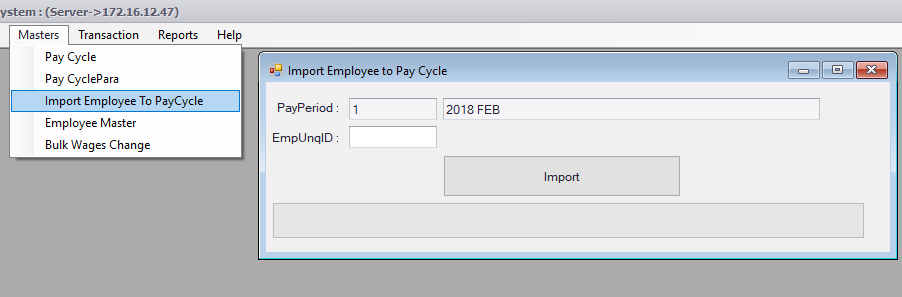 ystem : (Server->172.16.12.47)
Masters Transaction Reports Help
Pay Cycle
Pay CyclePara
Import Employee To PayCycle
Employee Master
Bulk Wages Change
Import Employee to Pay Cycle
PayPeriod : 1 2018 FEB
EmpUnqID :
Import